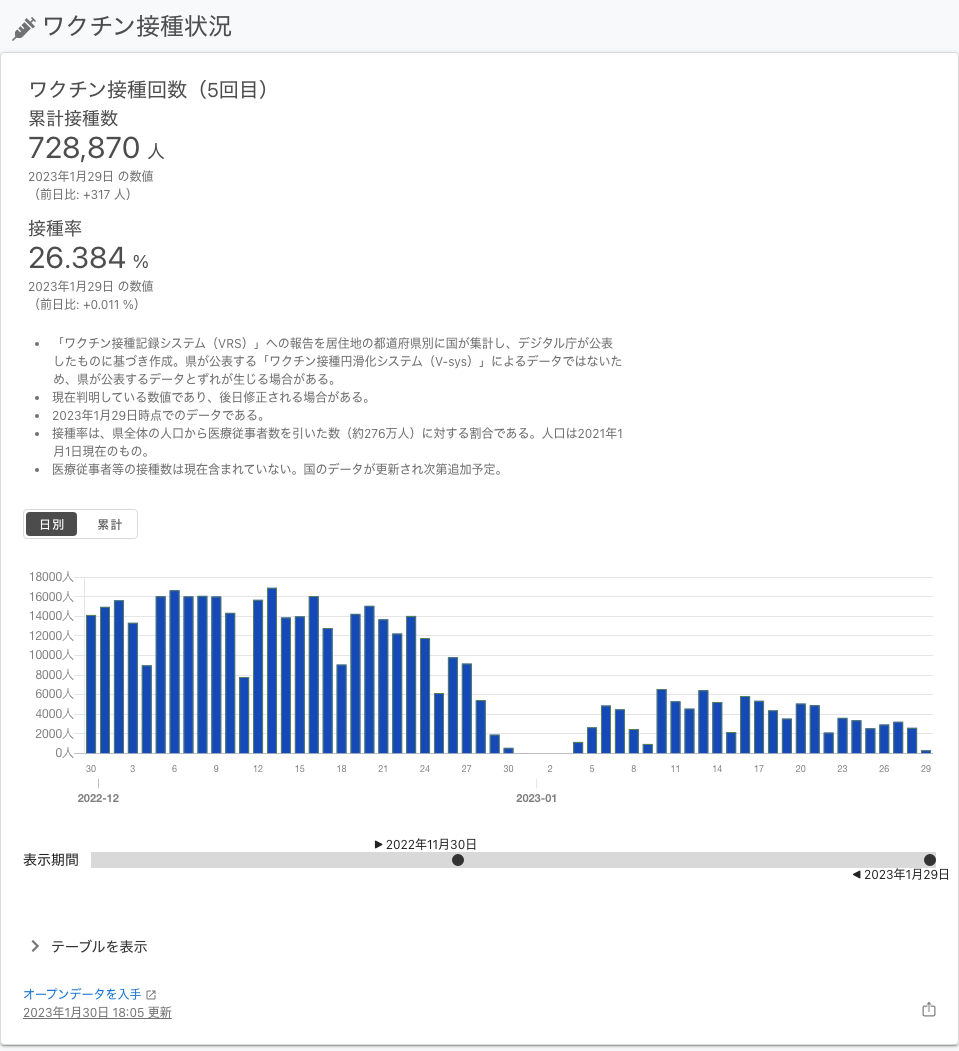 ワクチン接種状況
ワクチン接種回数（5回目）
累計接種数
728,870 人
2023年1月29日 の数値
（前日比: +317 人）
接種率
26.384 %
2023年1月29日 の数値
（前日比: +0.011 %）
「ワクチン接種記録システム（VRS）」への報告を居住地の都道府県別に国が集計し、デジタル庁が公表
したものに基づき作成。県が公表する「ワクチン接種円滑化システム（V-sys）」によるデータではないた
め、県が公表するデータとずれが生じる場合がある。
現在判明している数値であり、後日修正される場合がある。
2023年1月29日時点でのデータである。
接種率は、県全体の人口から医療従事者数を引いた数（約276万人）に対する割合である。人口は2021年1
月1日現在のもの。
医療従事者等の接種数は現在含まれていない。国のデータが更新され次第追加予定。
日別 累計
18000人
16000人
14000人
12000人
10000人
8000人
6000人
4000人
2000人
0人
30 3 6 9 12 15 18 21 24 27 30 2 5 8 11 14 17 20 23 26 29
2022-12 2023-01
▶ 2022年11月30日
表示期間
◀ 2023年1月29日
テーブルを表示
オープンデータを入手
2023年1月30日 18:05 更新